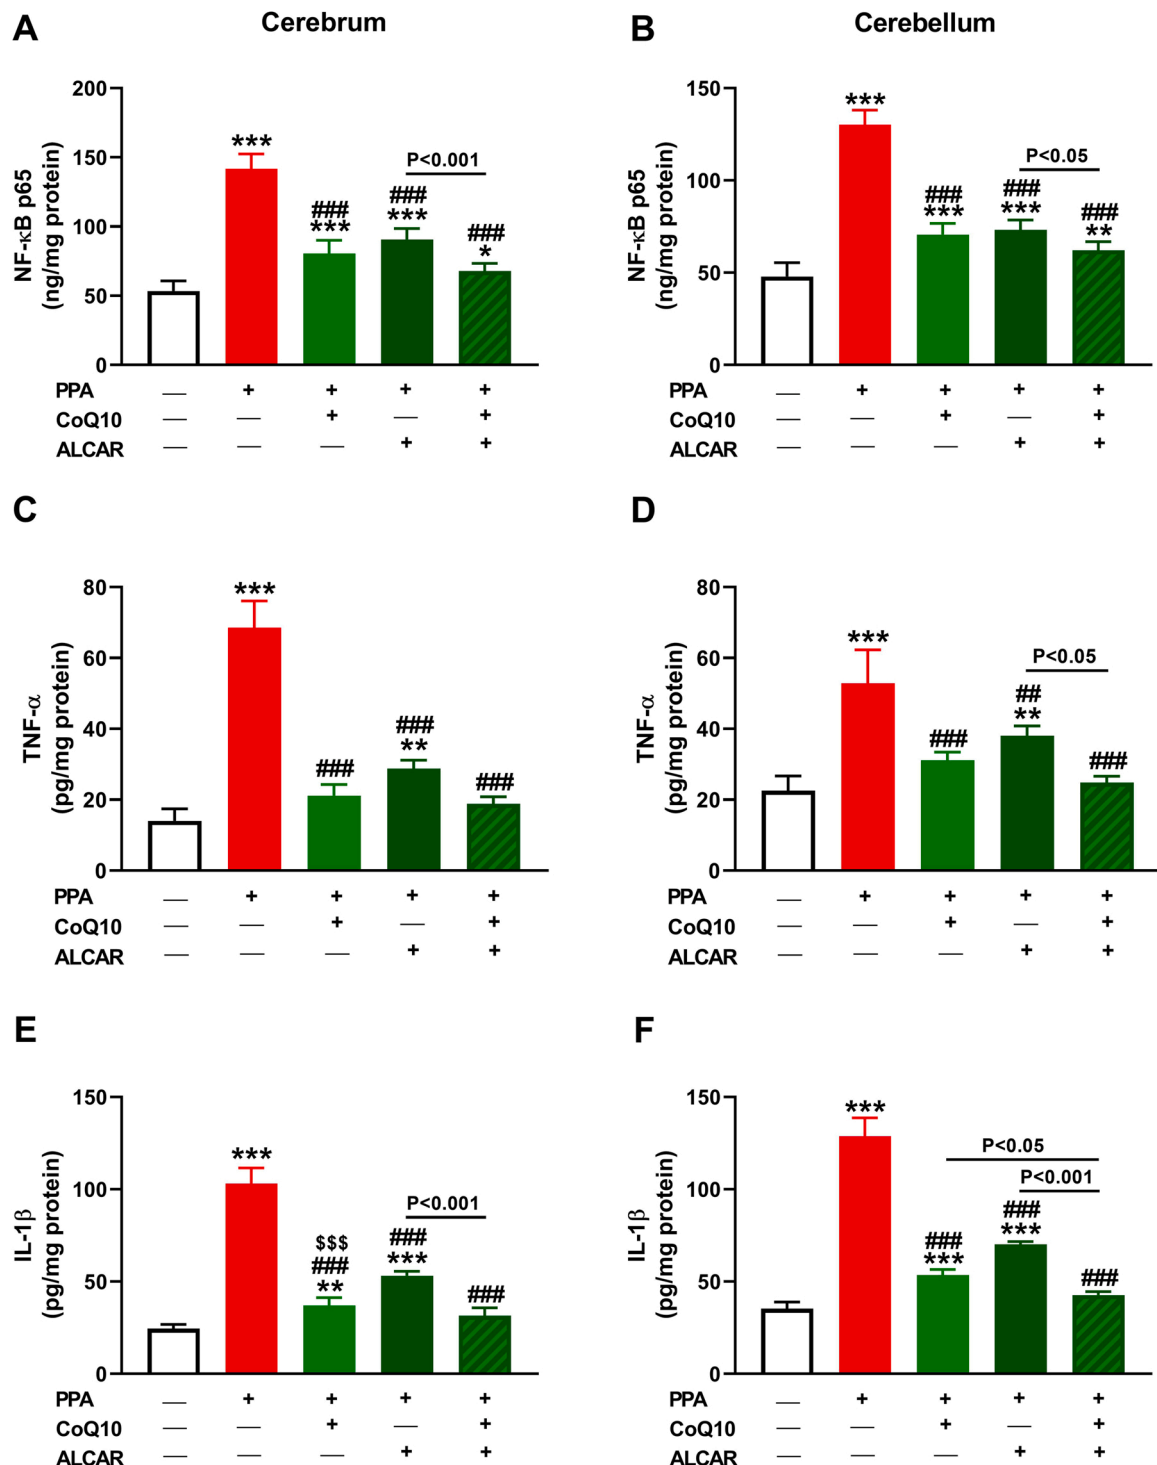 A Cerebrum
200
150
100
50
0
NF-κB p65
(ng/mg protein)
***
###
***
###
***
P<0.001
###
*
PPA — + + + +
CoQ10 — — + — +
ALCAR — — — + +
B Cerebellum
150
100
50
0
NF-κB p65
(ng/mg protein)
***
###
***
###
***
P<0.05
###
**
PPA — + + + +
CoQ10 — — + — +
ALCAR — — — + +
C
80
60
40
20
0
TNF-α
(pg/mg protein)
***
###
###
**
###
PPA — + + + +
CoQ10 — — + — +
ALCAR — — — + +
D
80
60
40
20
0
TNF-α
(pg/mg protein)
***
###
##
**
P<0.05
###
PPA — + + + +
CoQ10 — — + — +
ALCAR — — — + +
E
150
100
50
0
IL-1β
(pg/mg protein)
***
$$$
###
**
###
***
P<0.001
###
PPA — + + + +
CoQ10 — — + — +
ALCAR — — — + +
F
150
100
50
0
IL-1β
(pg/mg protein)
***
###
***
###
***
P<0.05
P<0.001
###
PPA — + + + +
CoQ10 — — + — +
ALCAR — — — + +